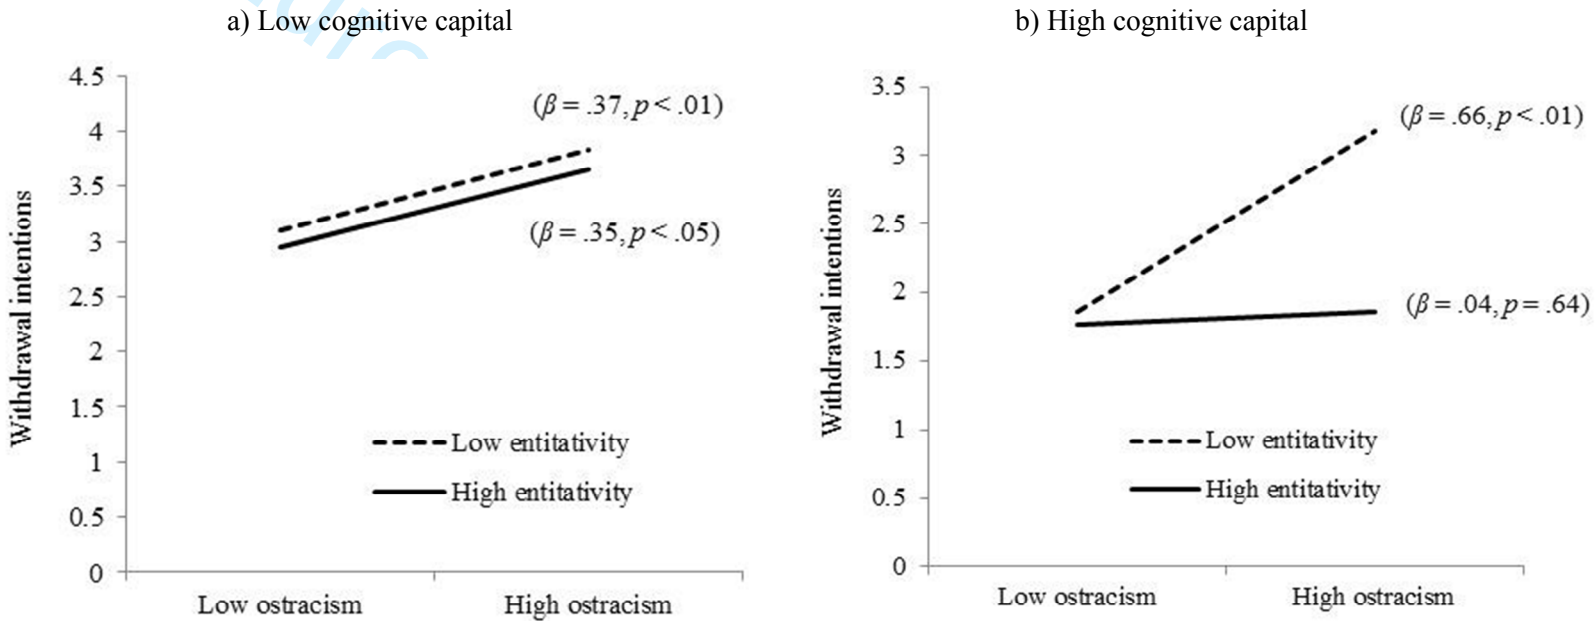 a) Low cognitive capital
4.5
4
3.5
3
2.5
2
1.5
1
0.5
0
Withdrawal intentions
(β = .37, p < .01)
(β = .35, p < .05)
Low entitativity
High entitativity
Low ostracism
High ostracism
b) High cognitive capital
3.5
3
2.5
2
1.5
1
0.5
0
Withdrawal intentions
(β = .66, p < .01)
(β = .04, p = .64)
Low entitativity
High entitativity
Low ostracism
High ostracism